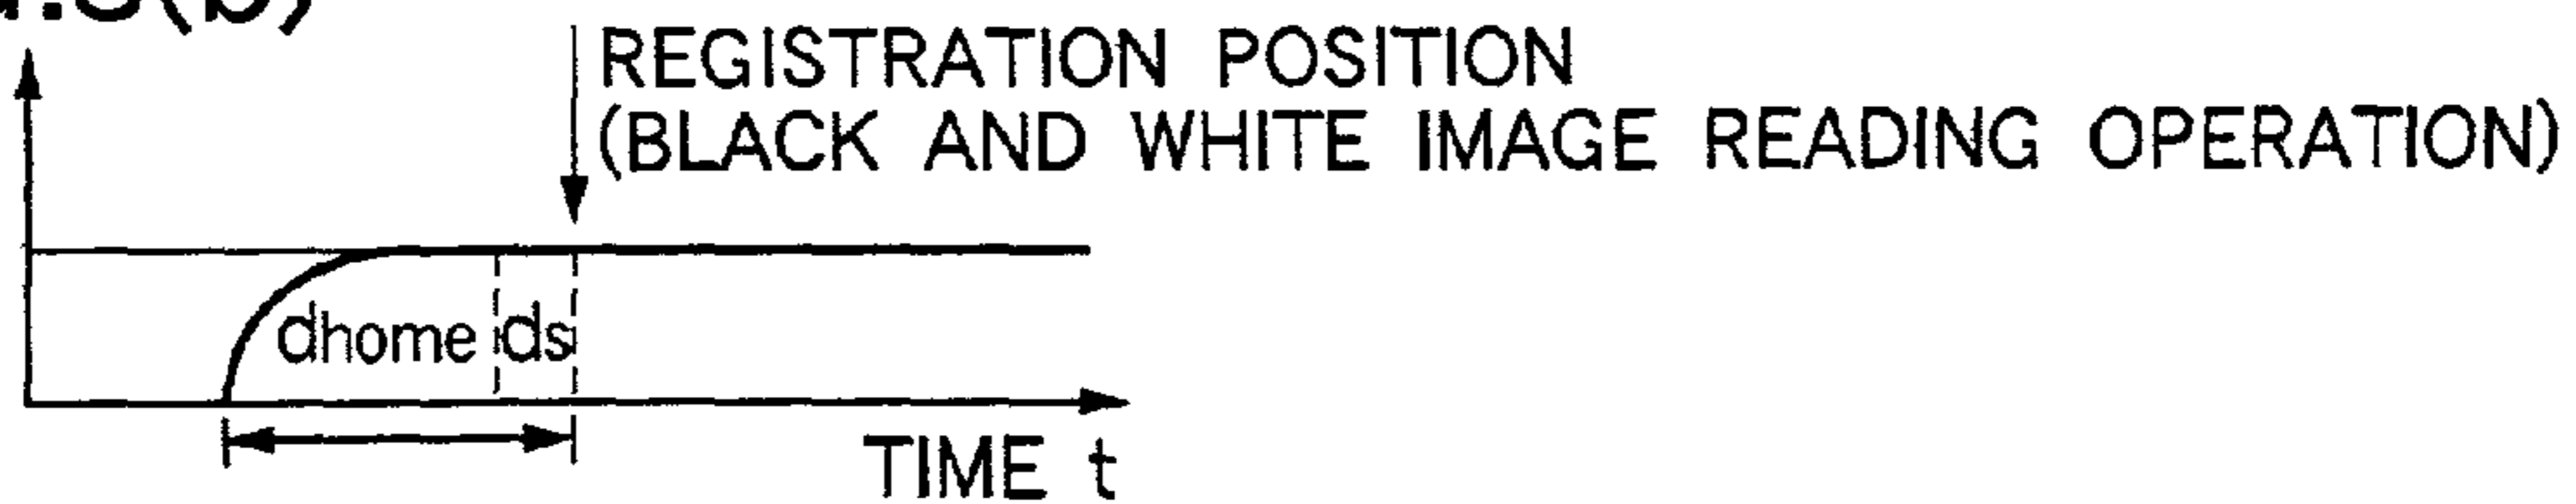 REGISTRATION POSITION
(BLACK AND WHITE IMAGE READING OPERATION)
dhome ds
TIME t